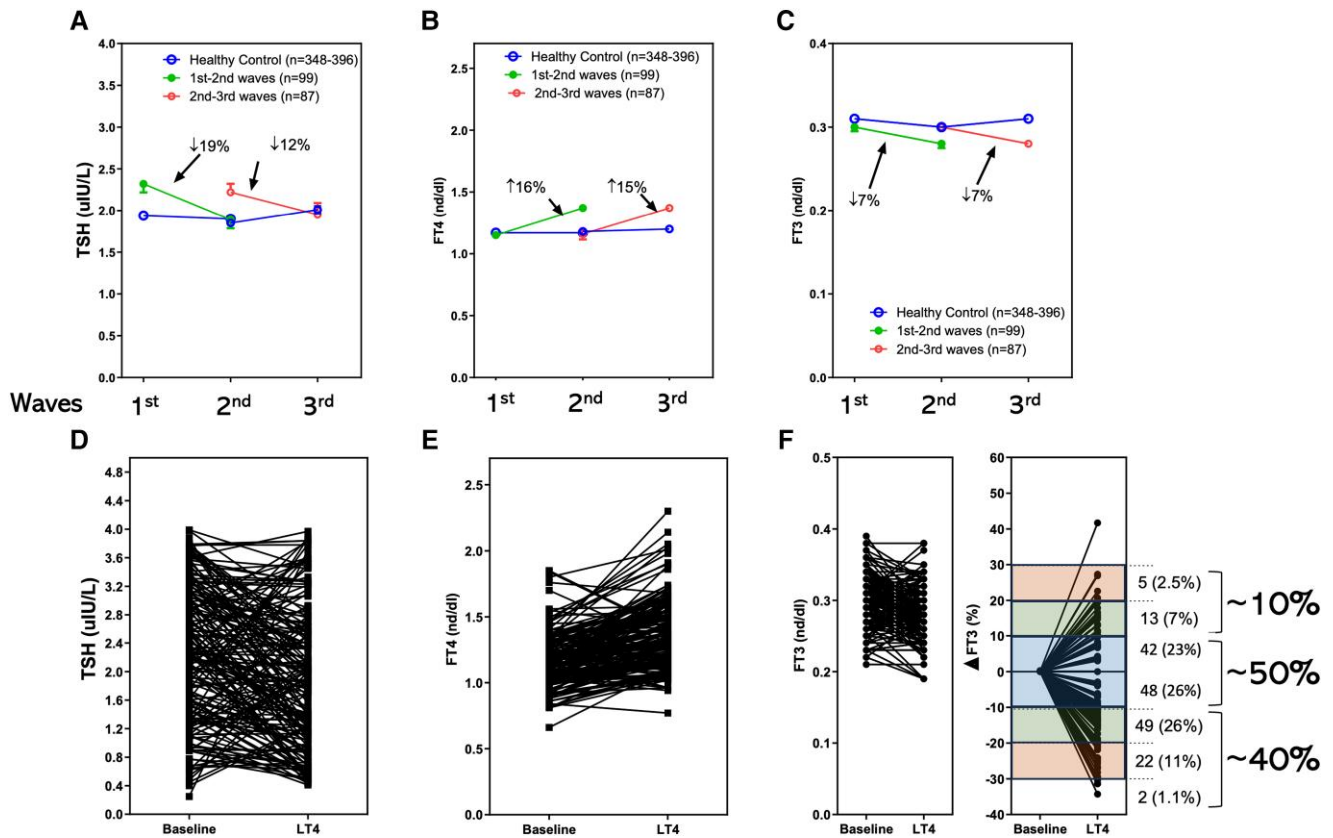 A
4.0
3.5
3.0
2.5
2.0
1.5
1.0
0.5
0.0
TSH (uIU/L)
Healthy Control (n=348-396)
1st-2nd waves (n=99)
2nd-3rd waves (n=87)
↓19%
↓12%
B
2.5
2.0
1.5
1.0
0.5
0.0
FT4 (nd/dl)
Healthy Control (n=348-396)
1st-2nd waves (n=99)
2nd-3rd waves (n=87)
↑16%
↑15%
C
0.4
0.3
0.2
0.1
0.0
FT3 (nd/dl)
↓7%
↓7%
Healthy Control (n=348-396)
1st-2nd waves (n=99)
2nd-3rd waves (n=87)
Waves
1st 2nd 3rd
1st 2nd 3rd
1st 2nd 3rd
D
4.8
4.4
4.0
3.6
3.2
2.8
2.4
2.0
1.6
1.2
0.8
0.4
0.0
TSH (uIU/L)
Baseline LT4
E
2.5
2.0
1.5
1.0
0.5
0.0
FT4 (nd/dl)
Baseline LT4
F
0.5
0.4
0.3
0.2
0.1
0.0
FT3 (nd/dl)
Baseline LT4
60
50
40
30
20
10
0
-10
-20
-30
-40
▲FT3 (%)
Baseline LT4
5 (2.5%)
13 (7%)
42 (23%)
48 (26%)
49 (26%)
22 (11%)
2 (1.1%)
~10%
~50%
~40%